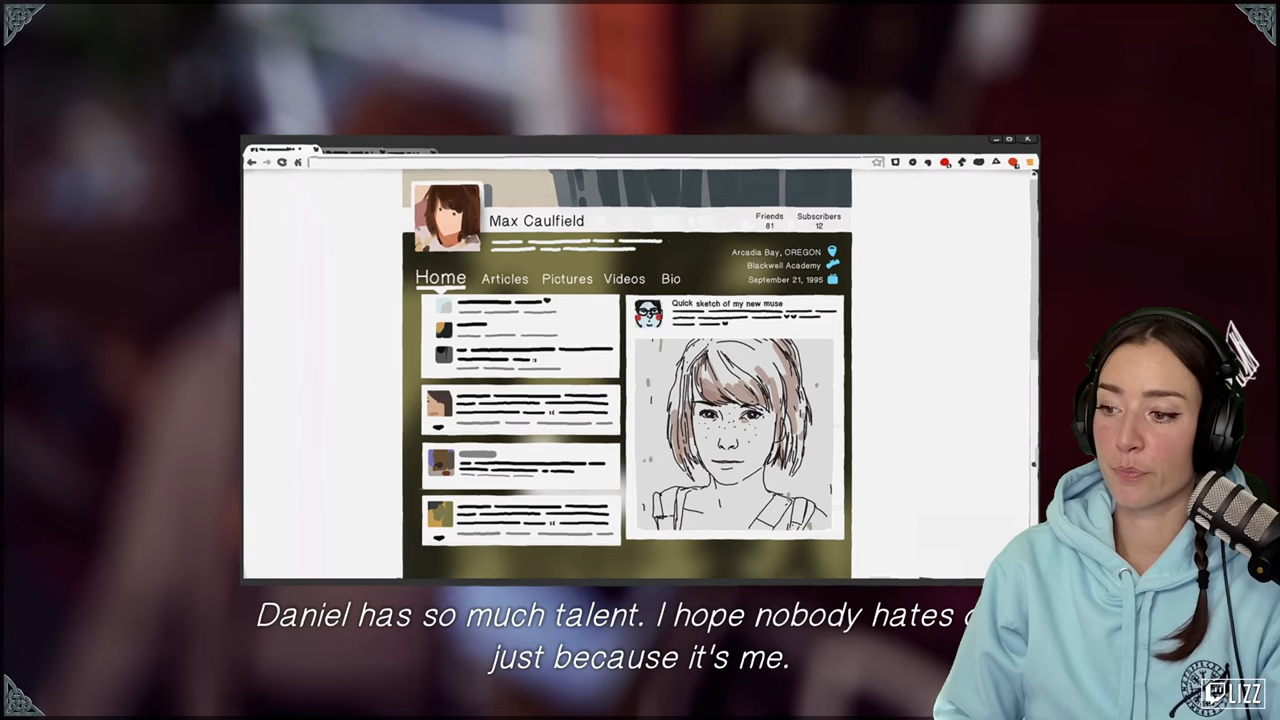 Max Caulfield
Friends
81
Subscribers
12
Arcadia Bay, OREGON
Blackwell Academy
September 21, 1995
Home Articles Pictures Videos Bio
Quick sketch of my new muse
Daniel has so much talent. I hope nobody hates
just because it's me.
LIZZ